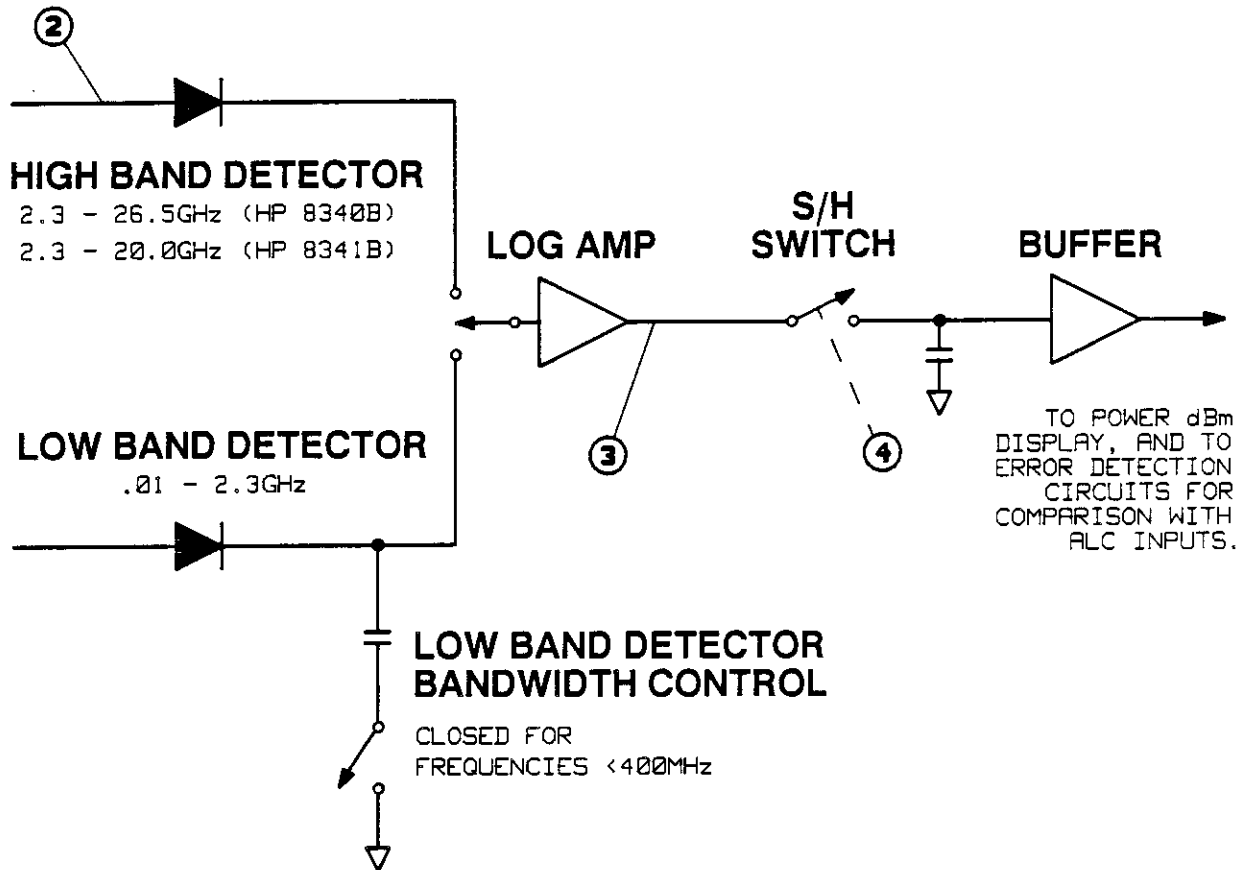 2
HIGH BAND DETECTOR
2.3 - 26.5GHz (HP 8340B)
2.3 - 20.0GHz (HP 8341B)
LOG AMP
S/H
SWITCH
BUFFER
3
4
TO POWER dBm
DISPLAY, AND TO
ERROR DETECTION
CIRCUITS FOR
COMPARISON WITH
ALC INPUTS.
LOW BAND DETECTOR
.01 - 2.3GHz
LOW BAND DETECTOR
BANDWIDTH CONTROL
CLOSED FOR
FREQUENCIES <400MHz